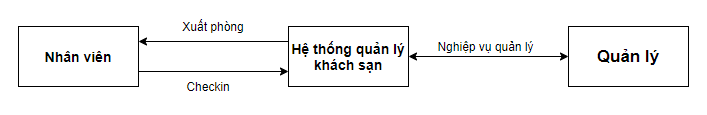 Xuất phòng
Nhân viên
Checkin
Hệ thống quản lý
khách sạn
Nghiệp vụ quản lý
Quản lý